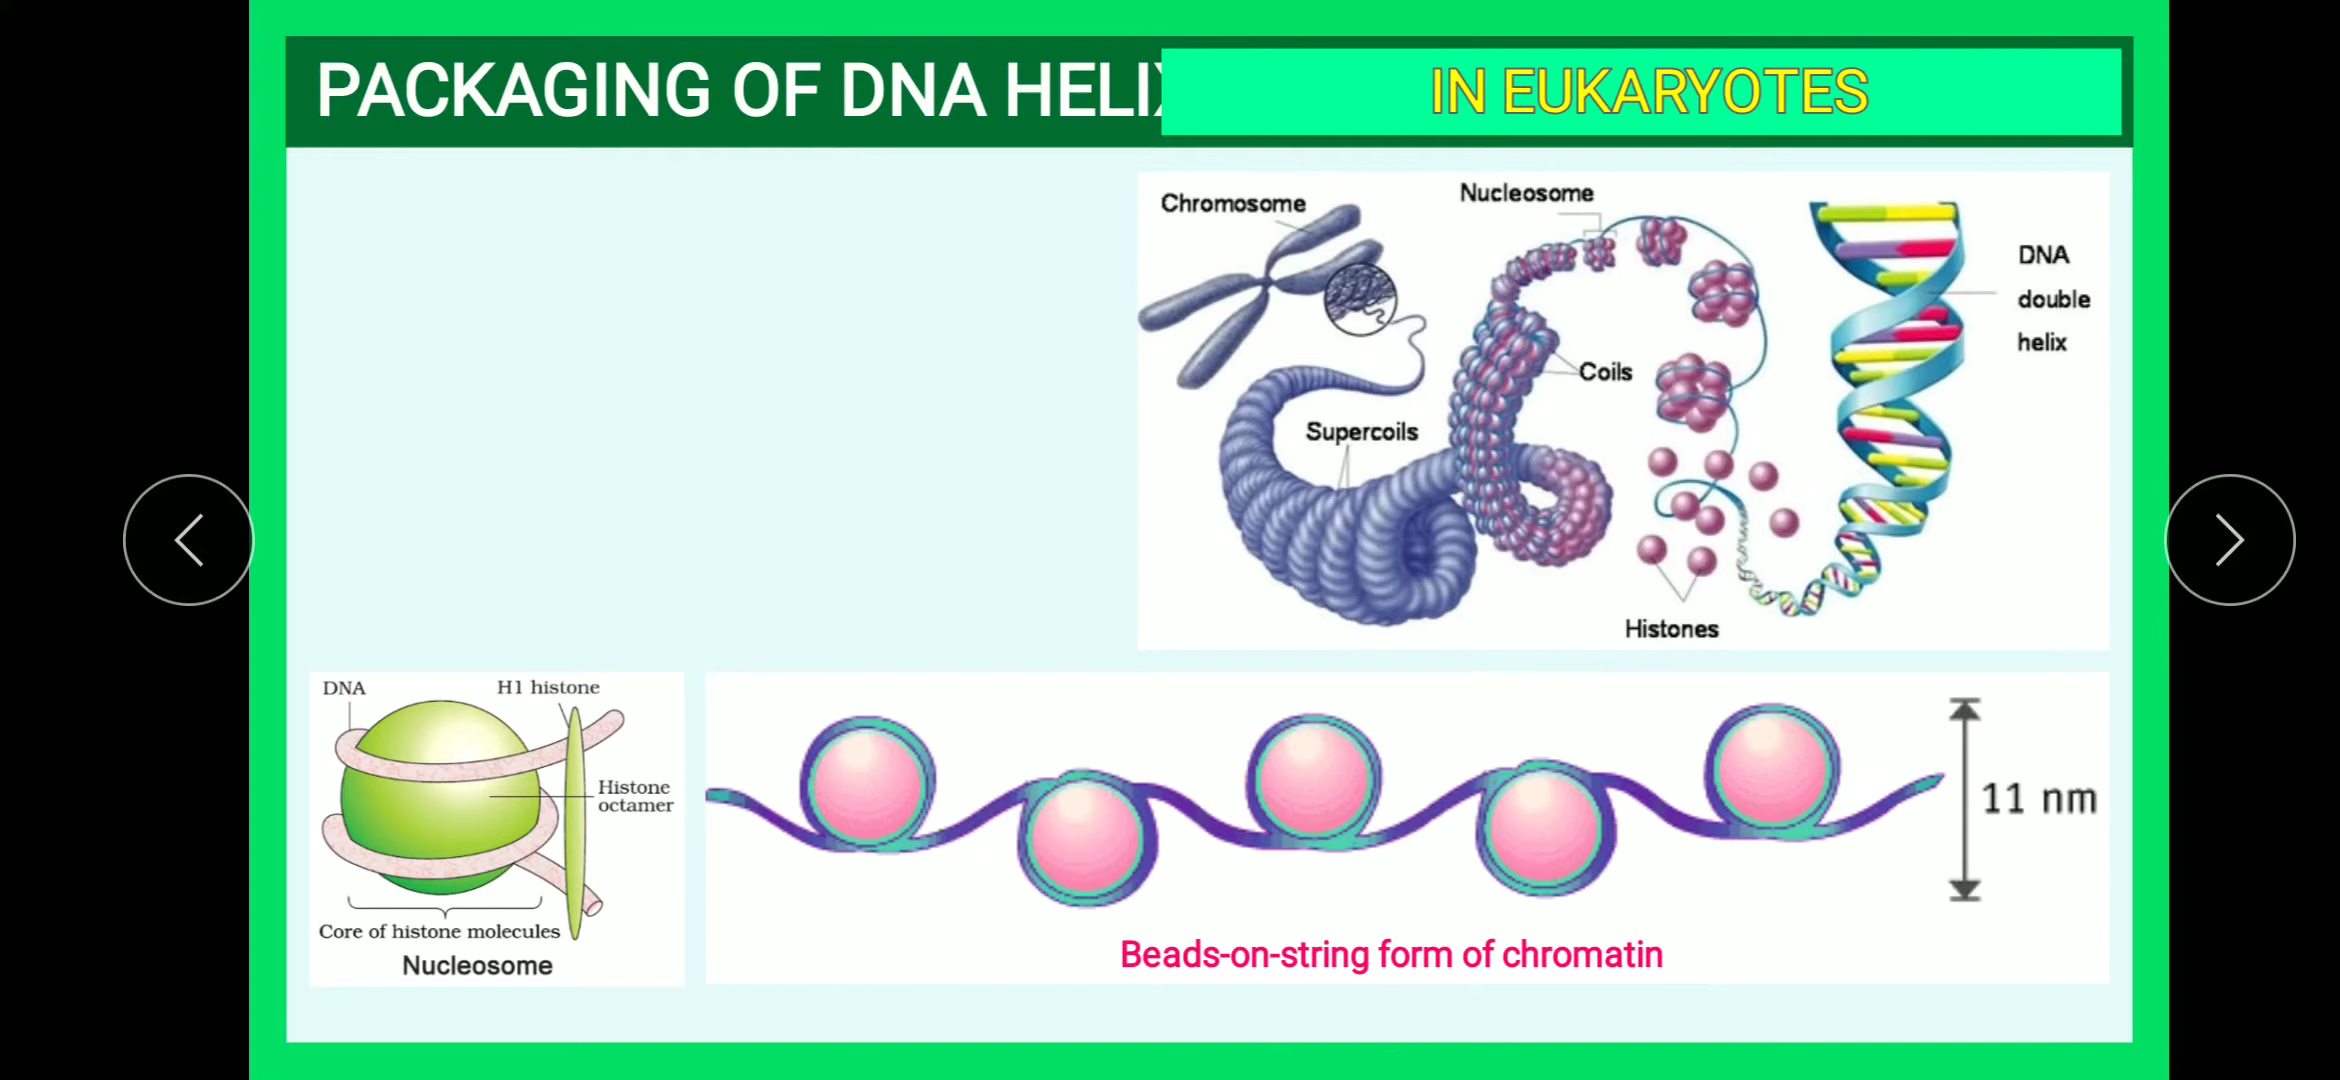 PACKAGING OF DNA HELIX
IN EUKARYOTES
Chromosome
Nucleosome
DNA
double
helix
Coils
Supercoils
Histones
DNA
H1 histone
Histone
octamer
Core of histone molecules
Nucleosome
11 nm
Beads-on-string form of chromatin